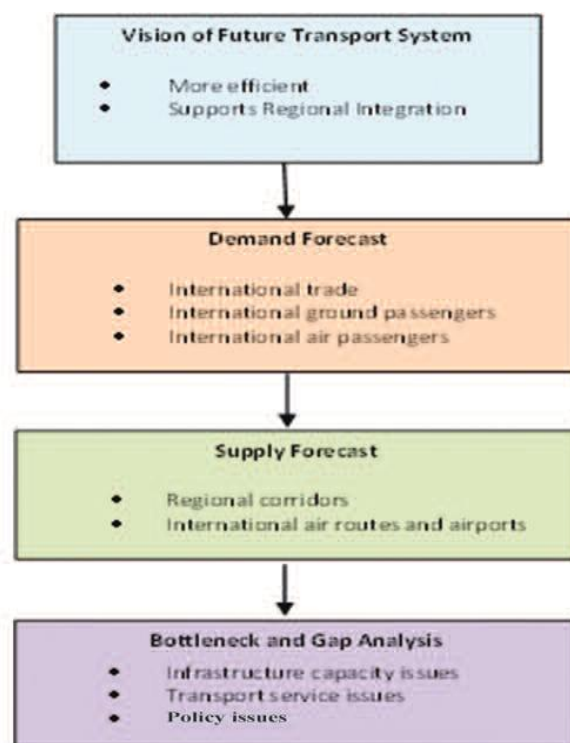 Vision of Future Transport System
• More efficient
• Supports Regional Integration
Demand Forecast
• International trade
• International ground passengers
• International air passengers
Supply Forecast
• Regional corridors
• International air routes and airports
Bottleneck and Gap Analysis
• Infrastructure capacity issues
• Transport service issues
• Policy issues